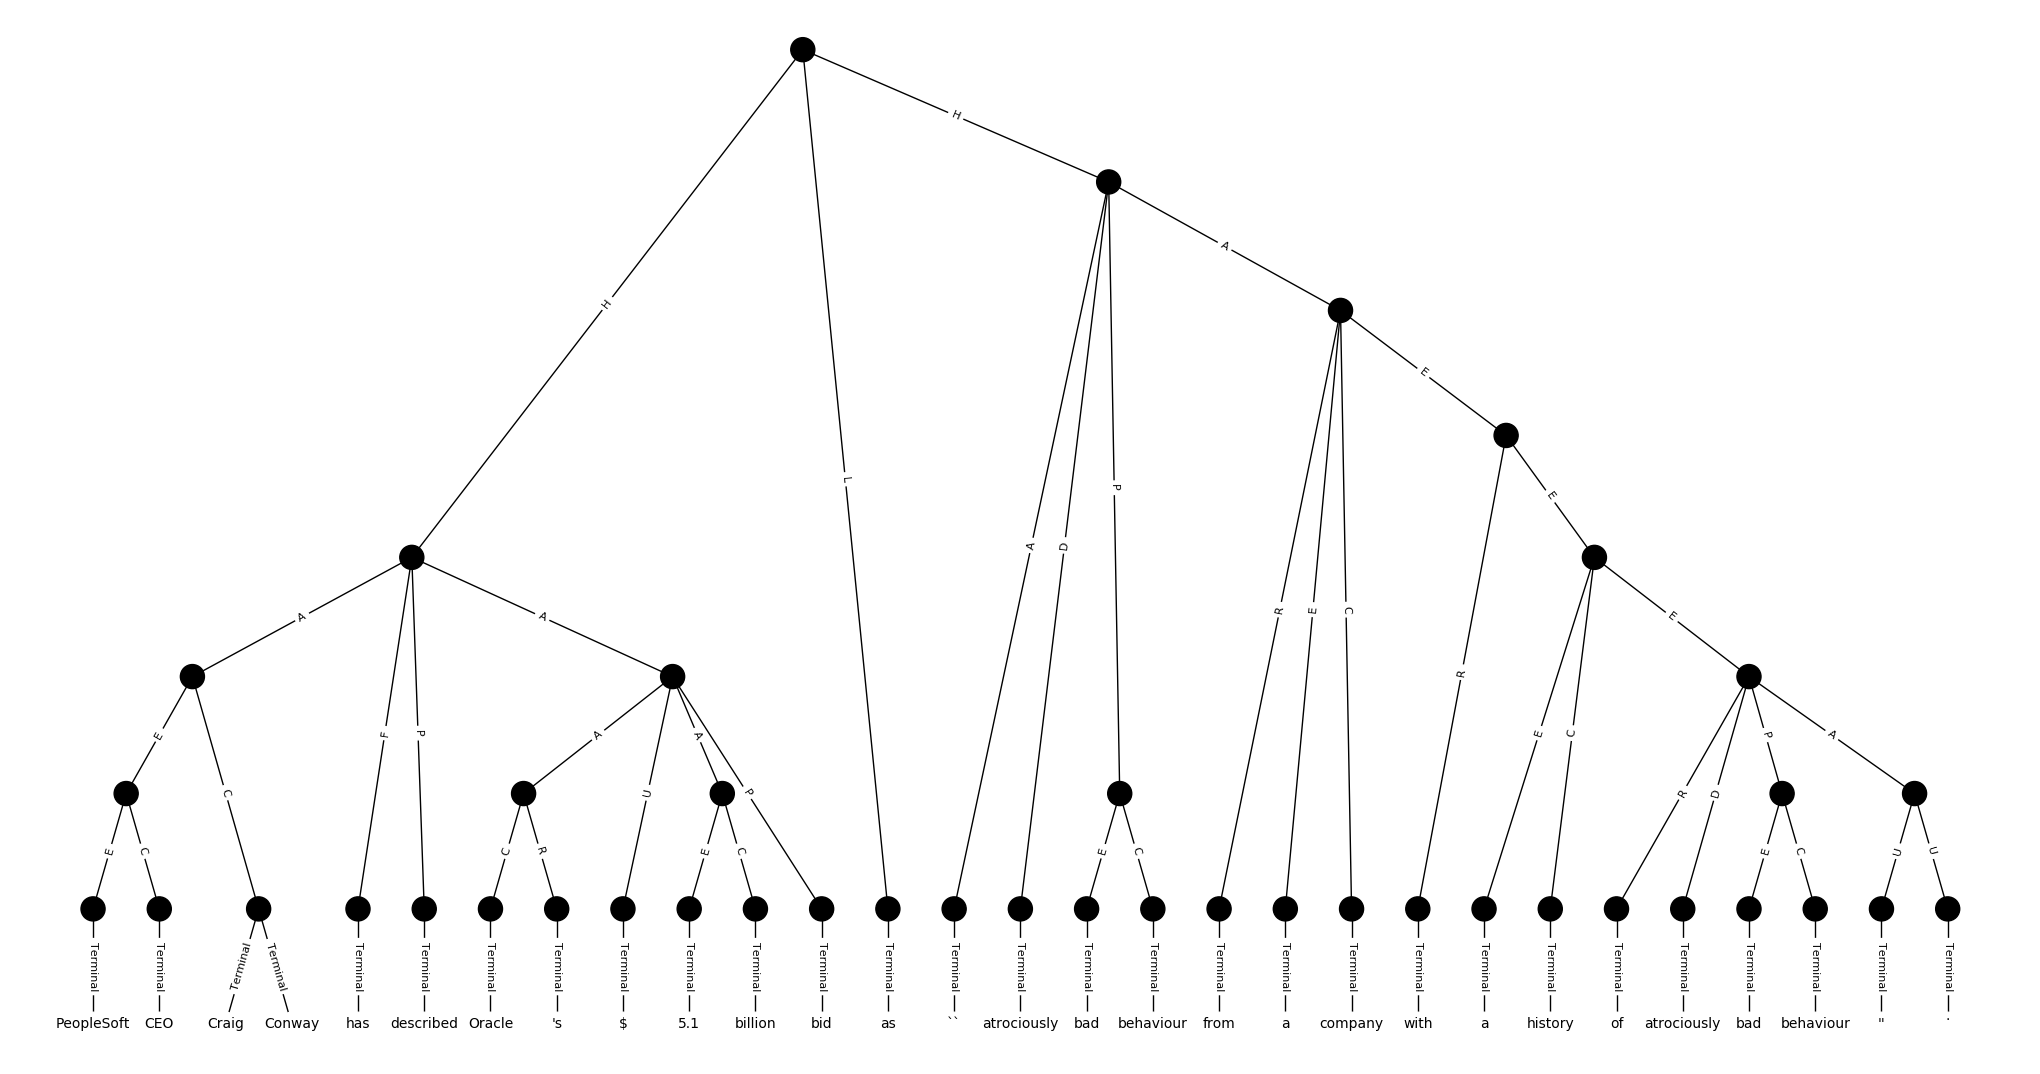 H
H
A
E
L
P
E
A
D
R
E
C
A
A
E
R
F
P
A
U
A
P
E
C
P
A
E
C
R
D
E
C
C
R
E
C
E
C
E
C
U
U
Terminal Terminal Terminal Terminal Terminal Terminal Terminal Terminal Terminal Terminal Terminal Terminal Terminal Terminal Terminal Terminal Terminal Terminal Terminal Terminal Terminal Terminal Terminal Terminal Terminal Terminal Terminal Terminal Terminal
PeopleSoft CEO Craig Conway has described Oracle 's $ 5.1 billion bid as `` atrociously bad behaviour from a company with a history of atrociously bad behaviour " .